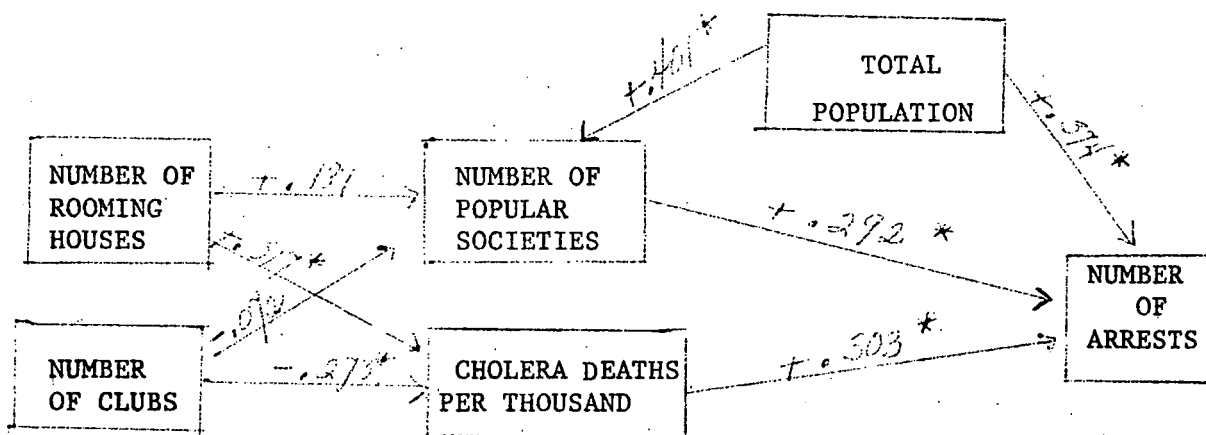 +.401*
TOTAL
POPULATION
+.374*
NUMBER OF
ROOMING
HOUSES
+.131
NUMBER OF
POPULAR
SOCIETIES
+.292 *
NUMBER
OF
ARRESTS
NUMBER
OF CLUBS
-.273*
CHOLERA DEATHS
PER THOUSAND
+.303*